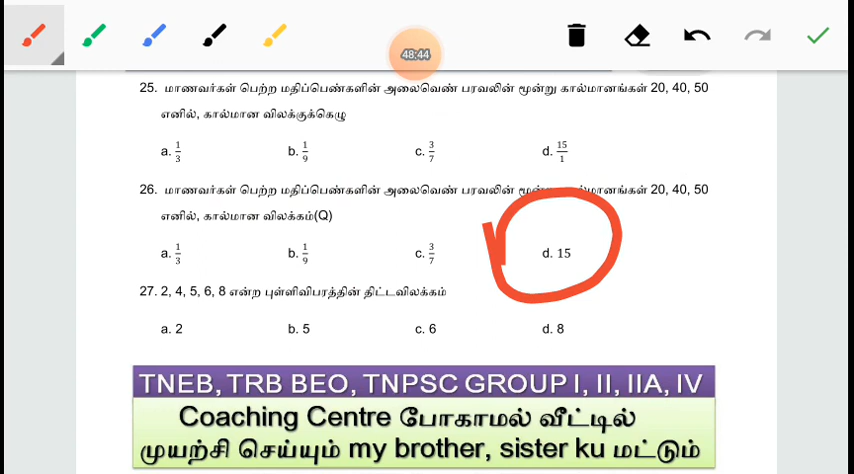 48:44
25. மாணவர்கள் பெற்ற மதிப்பெண்களின் அலைவெண் பரவலின் மூன்று கால்மானங்கள் 20, 40, 50
எனில், கால்மான விலக்குக்கெழு
a. 1/3 b. 1/9 c. 3/7 d. 15/1
26. மாணவர்கள் பெற்ற மதிப்பெண்களின் அலைவெண் பரவலின் மூன்று கால்மானங்கள் 20, 40, 50
எனில், கால்மான விலக்கம்(Q)
a. 1/3 b. 1/9 c. 3/7 d. 15
27. 2, 4, 5, 6, 8 என்ற புள்ளிவிபரத்தின் திட்டவிலக்கம்
a. 2 b. 5 c. 6 d. 8
TNEB, TRB BEO, TNPSC GROUP I, II, IIA, IV
Coaching Centre போகாமல் வீட்டில்
முயற்சி செய்யும் my brother, sister ku மட்டும்